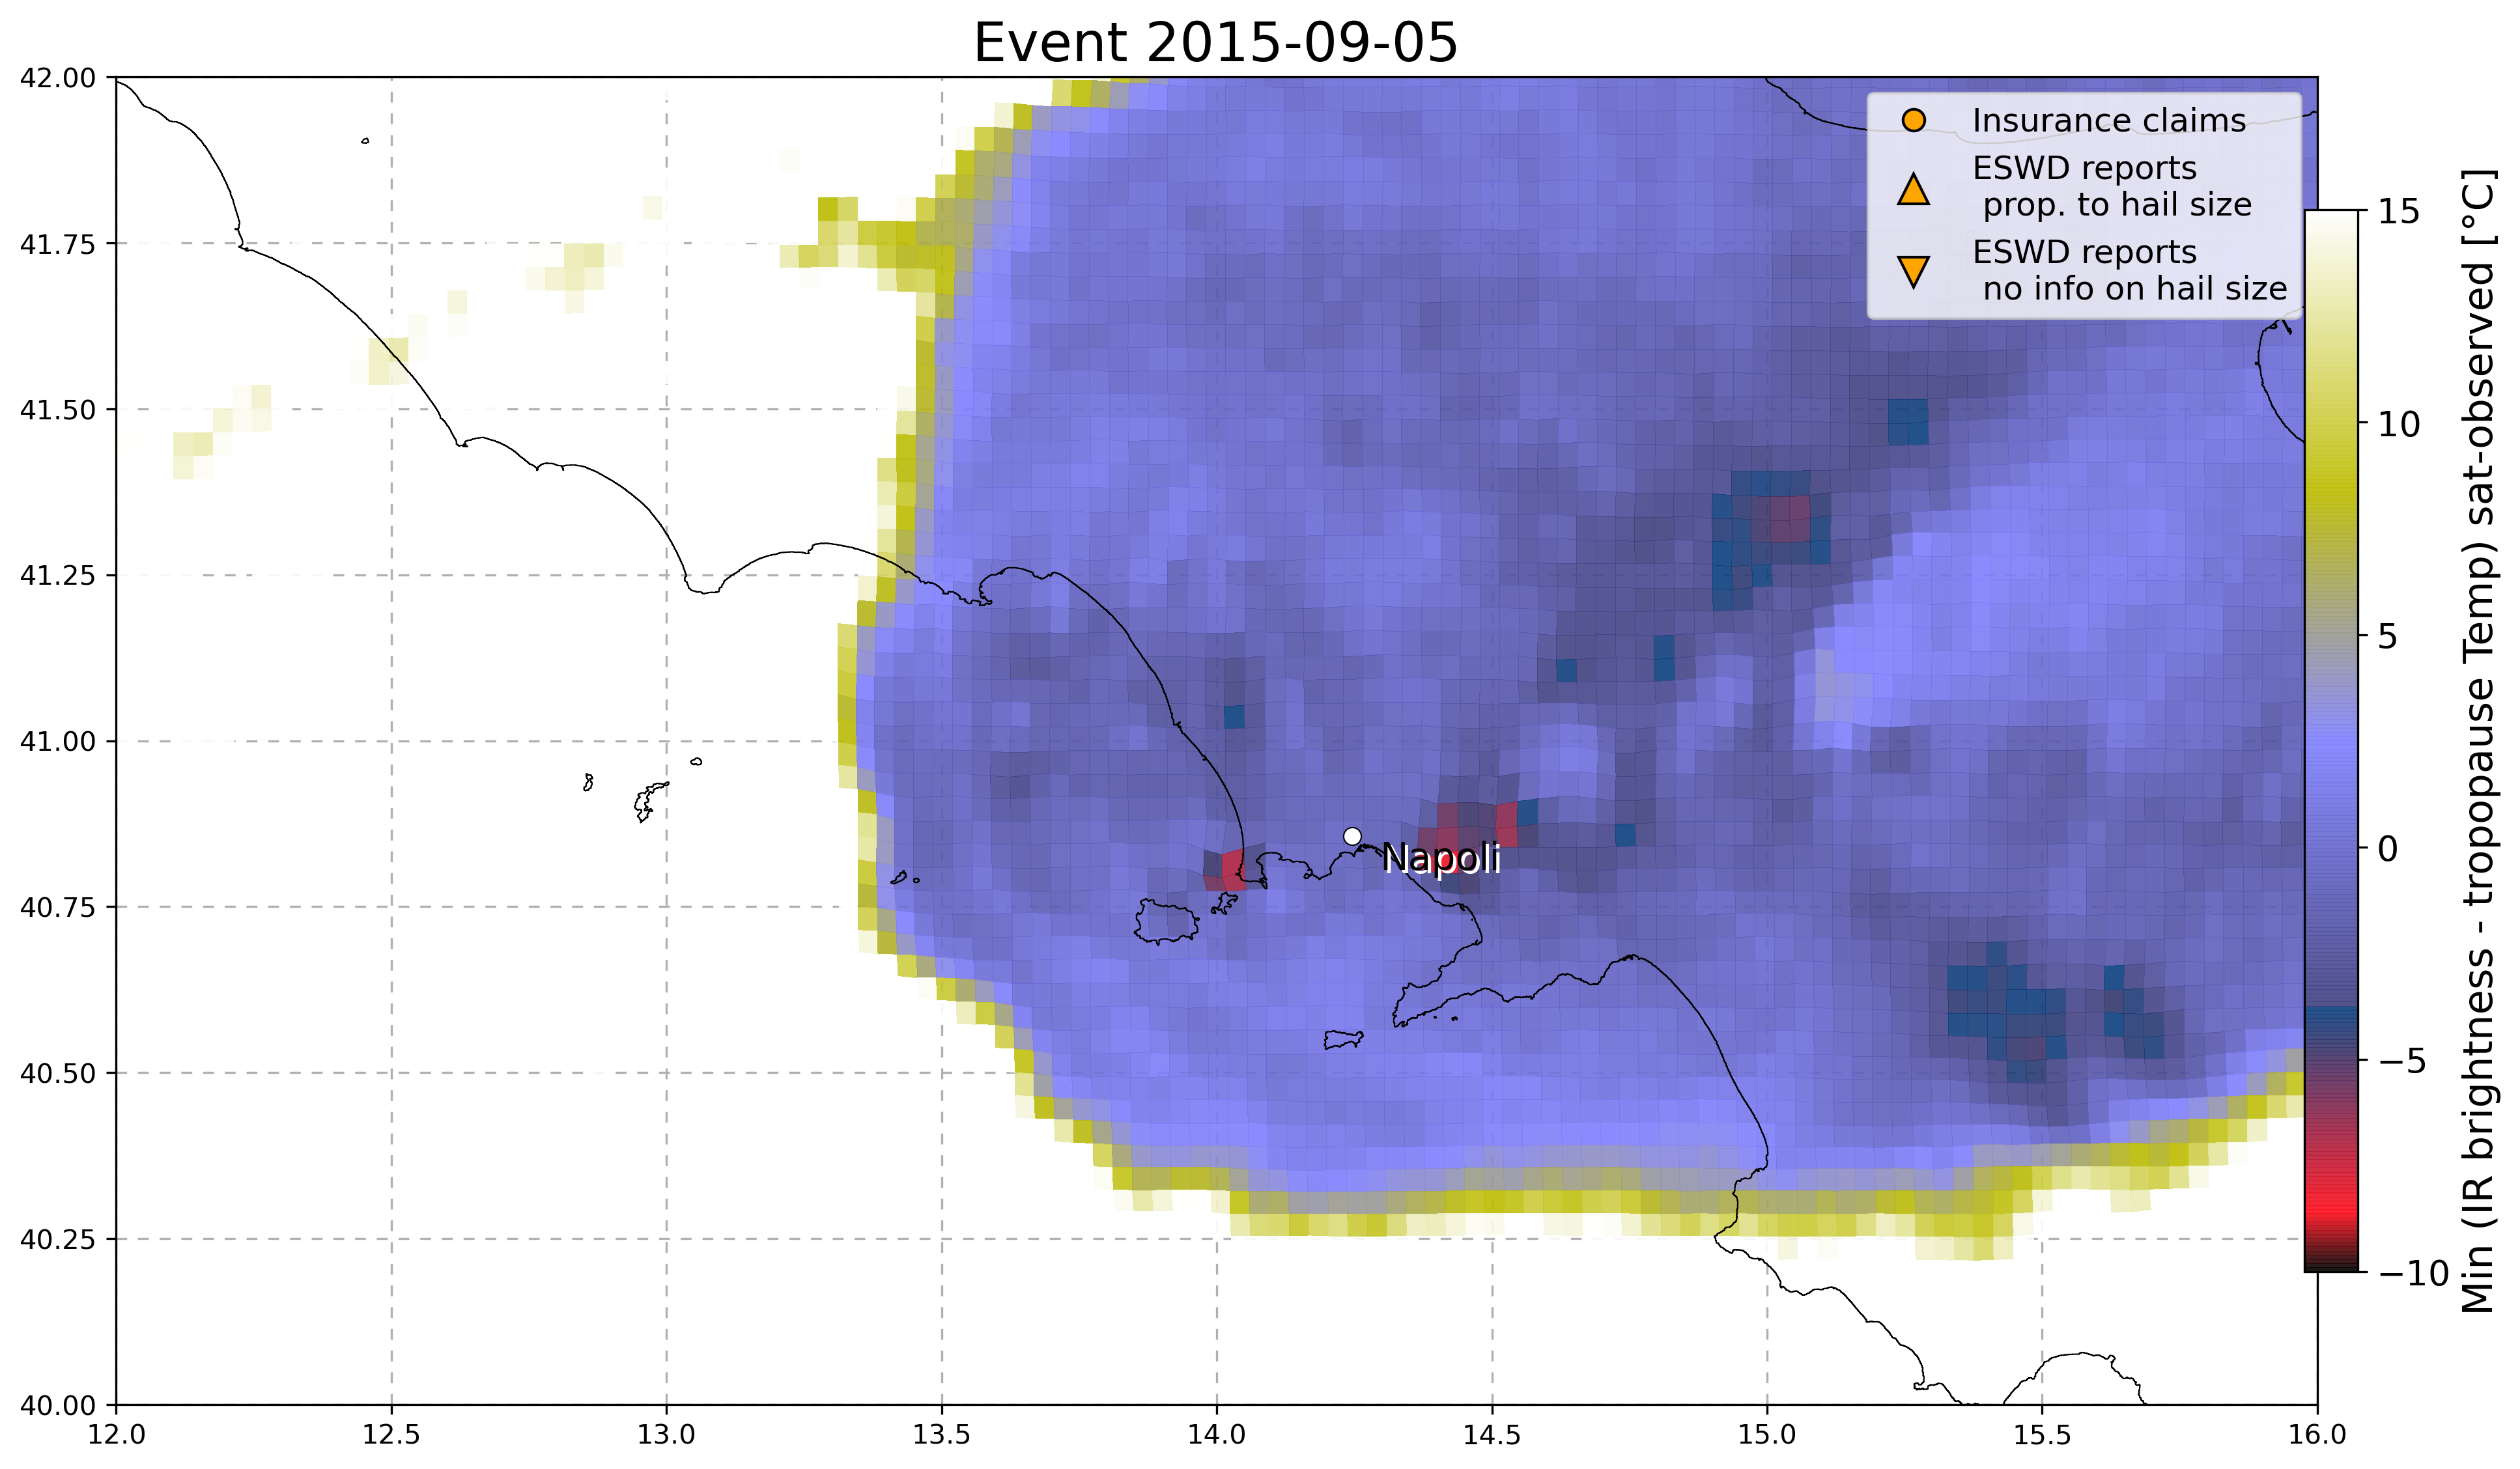 Event 2015-09-05
42.00
41.75
41.50
41.25
41.00
40.75
40.50
40.25
40.00
12.0 12.5 13.0 13.5 14.0 14.5 15.0 15.5 16.0
Insurance claims
ESWD reports
prop. to hail size
ESWD reports
no info on hail size
Napoli
15
10
5
0
−5
−10
Min (IR brightness - tropopause Temp) sat-observed [°C]